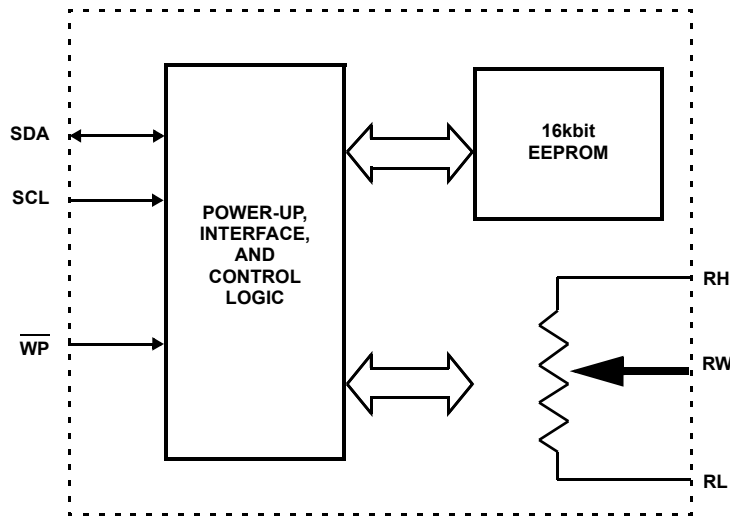 SDA
SCL
WP
POWER-UP,
INTERFACE,
AND
CONTROL
LOGIC
16kbit
EEPROM
RH
RW
RL